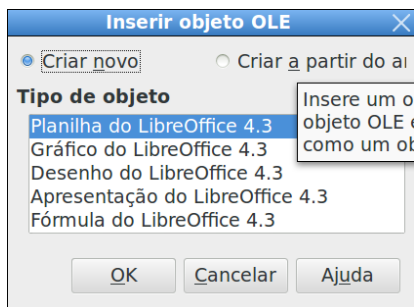 Inserir objeto OLE
Criar novo
Criar a partir do
Tipo de objeto
Insere um
objeto OLE
como um
Planilha do LibreOffice 4.3
Gráfico do LibreOffice 4.3
Desenho do LibreOffice 4.3
Apresentação do LibreOffice 4.3
Fórmula do LibreOffice 4.3
OK
Cancelar
Ajuda